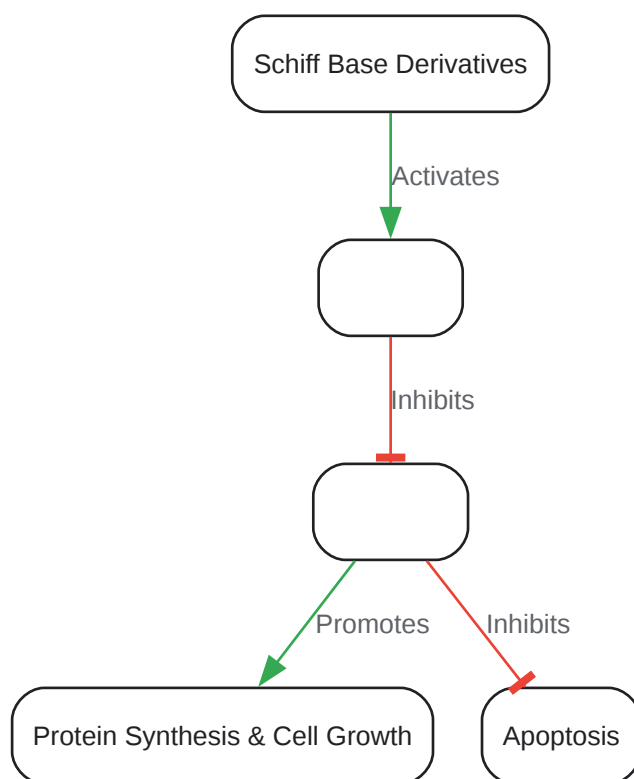 Schiff Base Derivatives
Activates
Inhibits
Promotes
Inhibits
Protein Synthesis & Cell Growth
Apoptosis